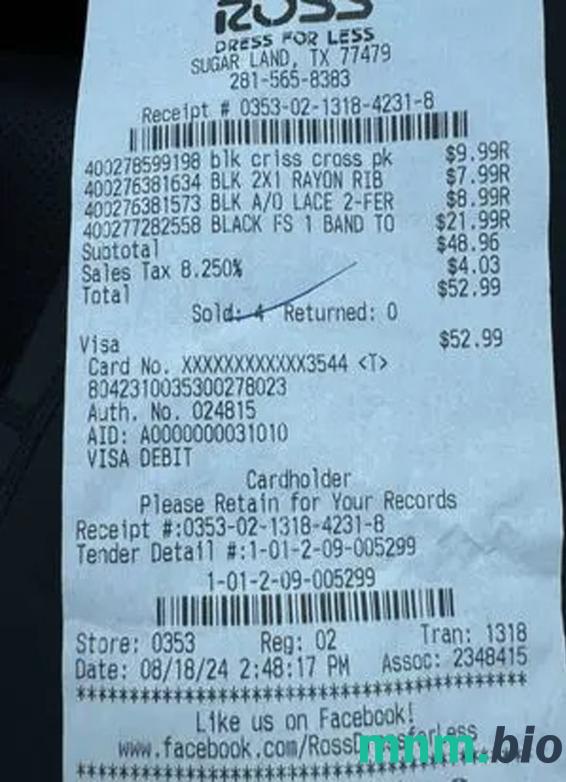 ROSS
DRESS FOR LESS
SUGAR LAND, TX 77479
281-565-8383
Receipt # 0353-02-1318-4231-8
400278599198 blk criss cross pk $9.99R
400276381634 BLK 2X1 RAYON RIB $7.99R
400276381573 BLK A/O LACE 2-FER $8.99R
400277282558 BLACK FS 1 BAND TO $21.99R
Subtotal $48.96
Sales Tax 8.250% $4.03
Total $52.99
Sold: 4 Returned: 0
Visa $52.99
Card No. XXXXXXXXXXXX3544 <T>
8042310035300278023
Auth. No. 024815
AID: A0000000031010
VISA DEBIT
Cardholder
Please Retain for Your Records
Receipt #:0353-02-1318-4231-8
Tender Detail #:1-01-2-09-005299
1-01-2-09-005299
Store: 0353 Reg: 02 Tran: 1318
Date: 08/18/24 2:48:17 PM Assoc: 2348415
****************************************
Like us on Facebook!
www.facebook.com/RossDressforLess
mnm.bio
****************************************